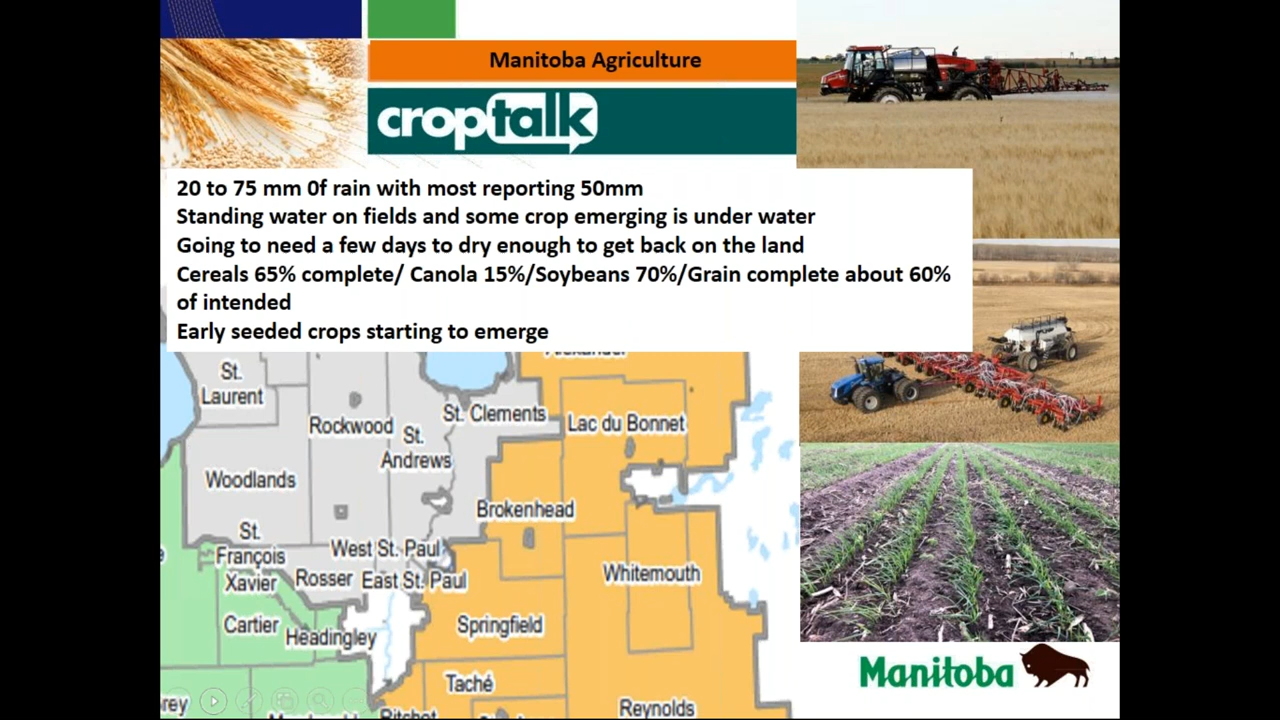 Manitoba Agriculture
croptalk
20 to 75 mm 0f rain with most reporting 50mm
Standing water on fields and some crop emerging is under water
Going to need a few days to dry enough to get back on the land
Cereals 65% complete/ Canola 15%/Soybeans 70%/Grain complete about 60%
of intended
Early seeded crops starting to emerge
St.
Laurent
Rockwood
St. Clements
Lac du Bonnet
St.
Andrews
Woodlands
Brokenhead
St.
François
Xavier
West St. Paul
Rosser
East St. Paul
Whitemouth
Cartier
Headingley
Springfield
Taché
Reynolds
Manitoba